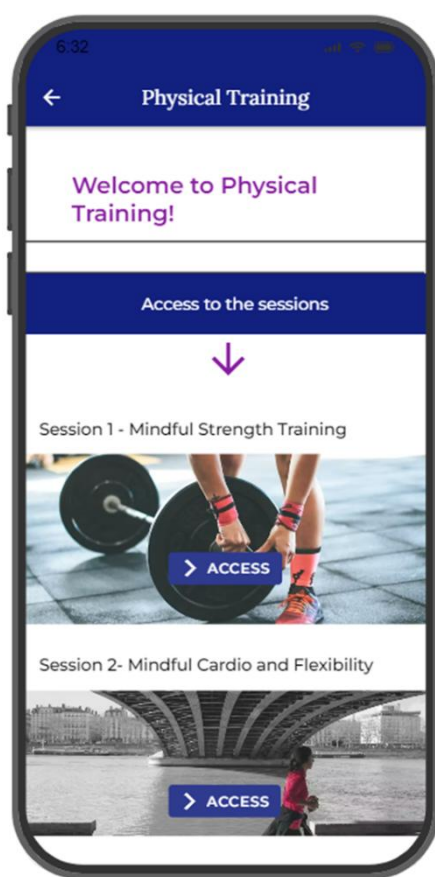 6:32
Physical Training
Welcome to Physical
Training!
Access to the sessions
Session 1 - Mindful Strength Training
ACCESS
Session 2- Mindful Cardio and Flexibility
ACCESS